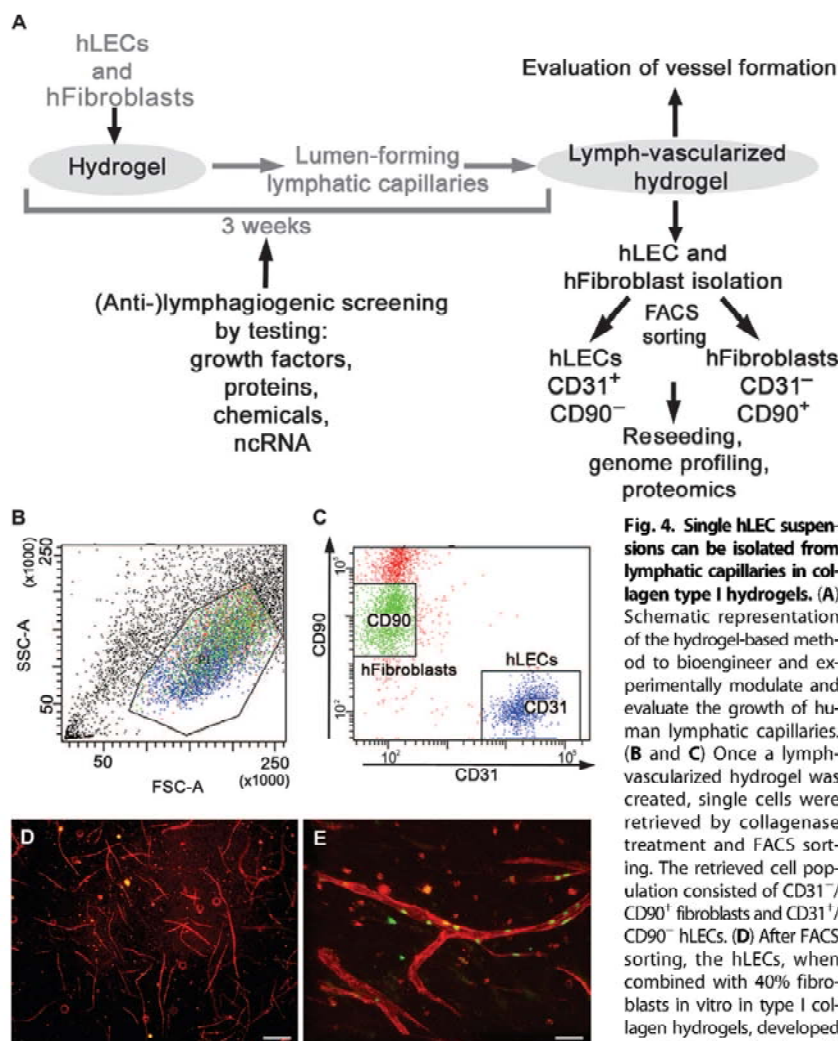 A
hLECs
and
hFibroblasts
Hydrogel
Lumen-forming
lymphatic capillaries
3 weeks
(Anti-)lymphagiogenic screening
by testing:
growth factors,
proteins,
chemicals,
ncRNA
Evaluation of vessel formation
Lymph-vascularized
hydrogel
hLEC and
hFibroblast isolation
FACS
sorting
hLECs
CD31+
CD90−
hFibroblasts
CD31−
CD90+
Reseeding,
genome profiling,
proteomics
B
250
(x1000)
SSC-A
50
P1
50
250
FSC-A
(x1000)
C
10⁵
CD90
10²
CD90
hFibroblasts
hLECs
CD31
10²
10⁵
CD31
D
E
Fig. 4. Single hLEC suspen-
sions can be isolated from
lymphatic capillaries in col-
lagen type I hydrogels. (A)
Schematic representation
of the hydrogel-based meth-
od to bioengineer and ex-
perimentally modulate and
evaluate the growth of hu-
man lymphatic capillaries.
(B and C) Once a lymph-
vascularized hydrogel was
created, single cells were
retrieved by collagenase
treatment and FACS sort-
ing. The retrieved cell pop-
ulation consisted of CD31−/
CD90+ fibroblasts and CD31+/
CD90− hLECs. (D) After FACS
sorting, the hLECs, when
combined with 40% fibro-
blasts in vitro in type I col-
lagen hydrogels, developed